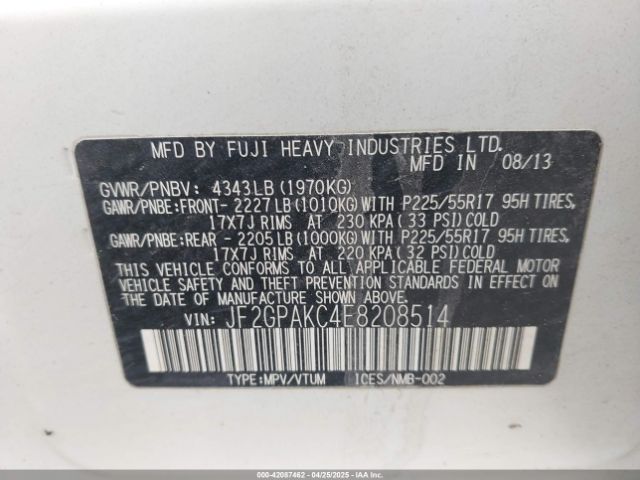 MFD BY FUJI HEAVY INDUSTRIES LTD.
MFD IN 08/13
GVWR/PNBV: 4343LB(1970KG)
GAWR/PNBE:FRONT- 2227LB(1010KG)WITH P225/55R17 95H TIRES,
17X7J RIMS AT 230 KPA(33 PSI)COLD
GAWR/PNBE:REAR - 2205LB(1000KG)WITH P225/55R17 95H TIRES,
17X7J RIMS AT 220 KPA(32 PSI)COLD
THIS VEHICLE CONFORMS TO ALL APPLICABLE FEDERAL MOTOR
VEHICLE SAFETY AND THEFT PREVENTION STANDARDS IN EFFECT ON
THE DATE OF MANUFACTURE SHOWN ABOVE.
VIN: JF2GPAKC4E8208514
TYPE:MPV/VTUM ICES/NMB-002
000-42087462 - 04/25/2025 - IAA